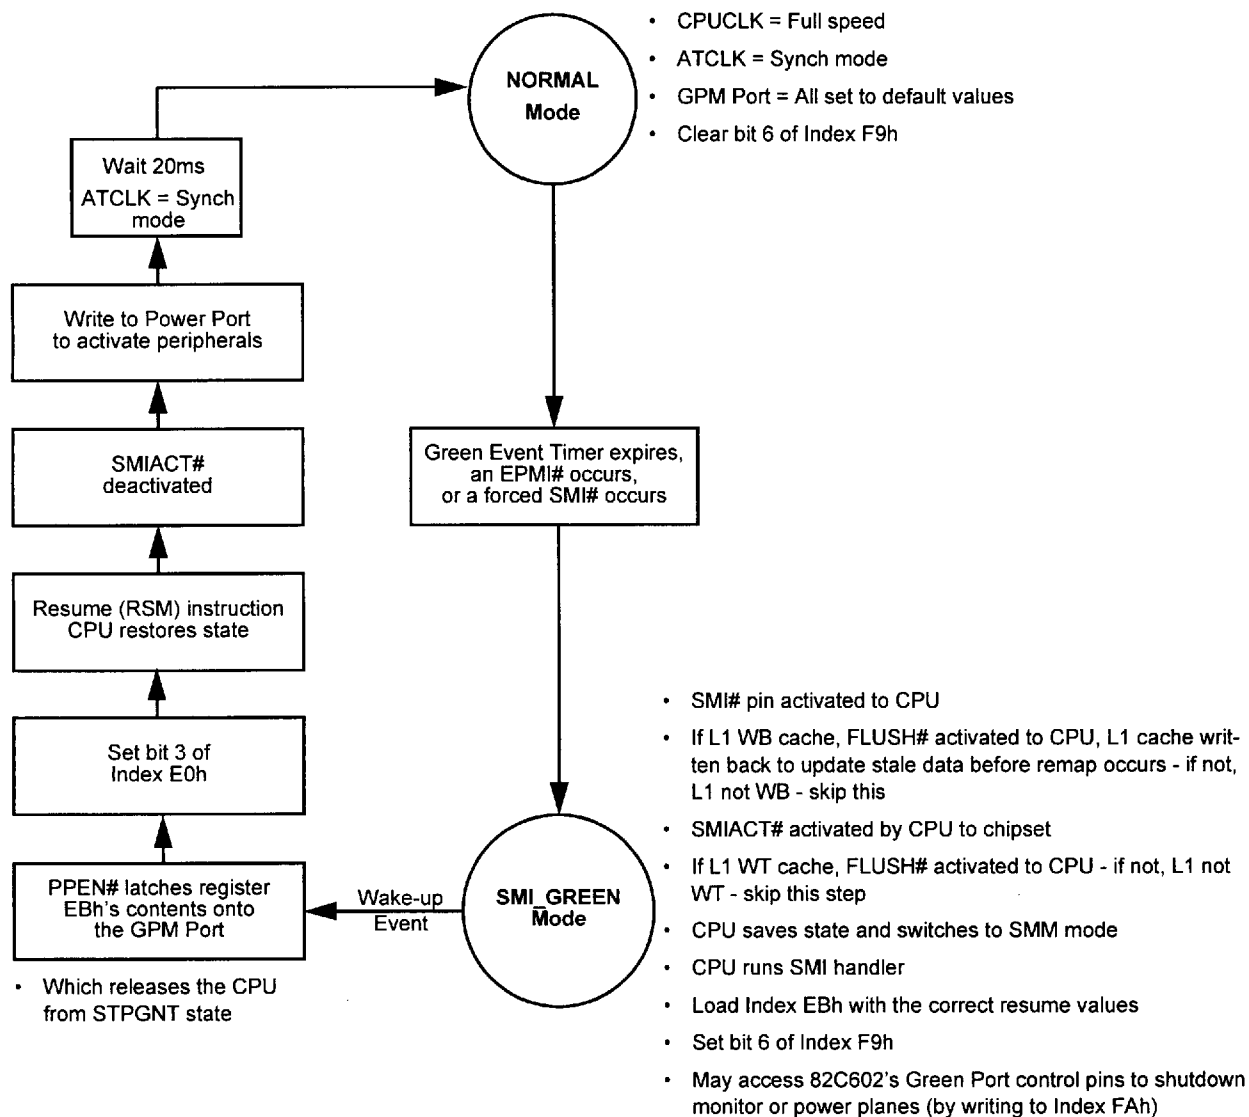 • CPUCLK = Full speed
• ATCLK = Synch mode
• GPM Port = All set to default values
• Clear bit 6 of Index F9h
NORMAL
Mode
Wait 20ms
ATCLK = Synch
mode
Write to Power Port
to activate peripherals
SMIACT#
deactivated
Resume (RSM) instruction
CPU restores state
Set bit 3 of
Index E0h
PPEN# latches register
EBh's contents onto
the GPM Port
• Which releases the CPU
from STPGNT state
Green Event Timer expires,
an EPMI# occurs,
or a forced SMI# occurs
Wake-up
Event
SMI_GREEN
Mode
• SMI# pin activated to CPU
• If L1 WB cache, FLUSH# activated to CPU, L1 cache writ-
ten back to update stale data before remap occurs - if not,
L1 not WB - skip this
• SMIACT# activated by CPU to chipset
• If L1 WT cache, FLUSH# activated to CPU - if not, L1 not
WT - skip this step
• CPU saves state and switches to SMM mode
• CPU runs SMI handler
• Load Index EBh with the correct resume values
• Set bit 6 of Index F9h
• May access 82C602's Green Port control pins to shutdown
monitor or power planes (by writing to Index FAh)